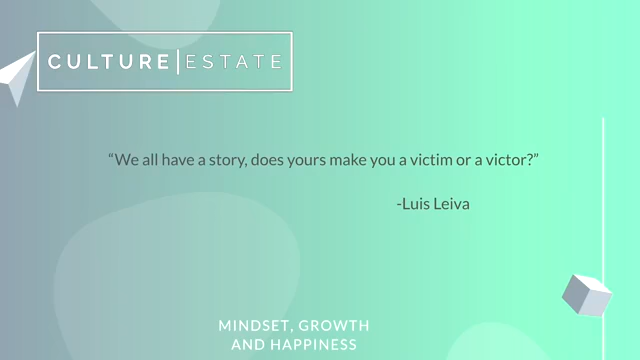 CULTURE|ESTATE
“We all have a story, does yours make you a victim or a victor?”
-Luis Leiva
MINDSET, GROWTH
AND HAPPINESS